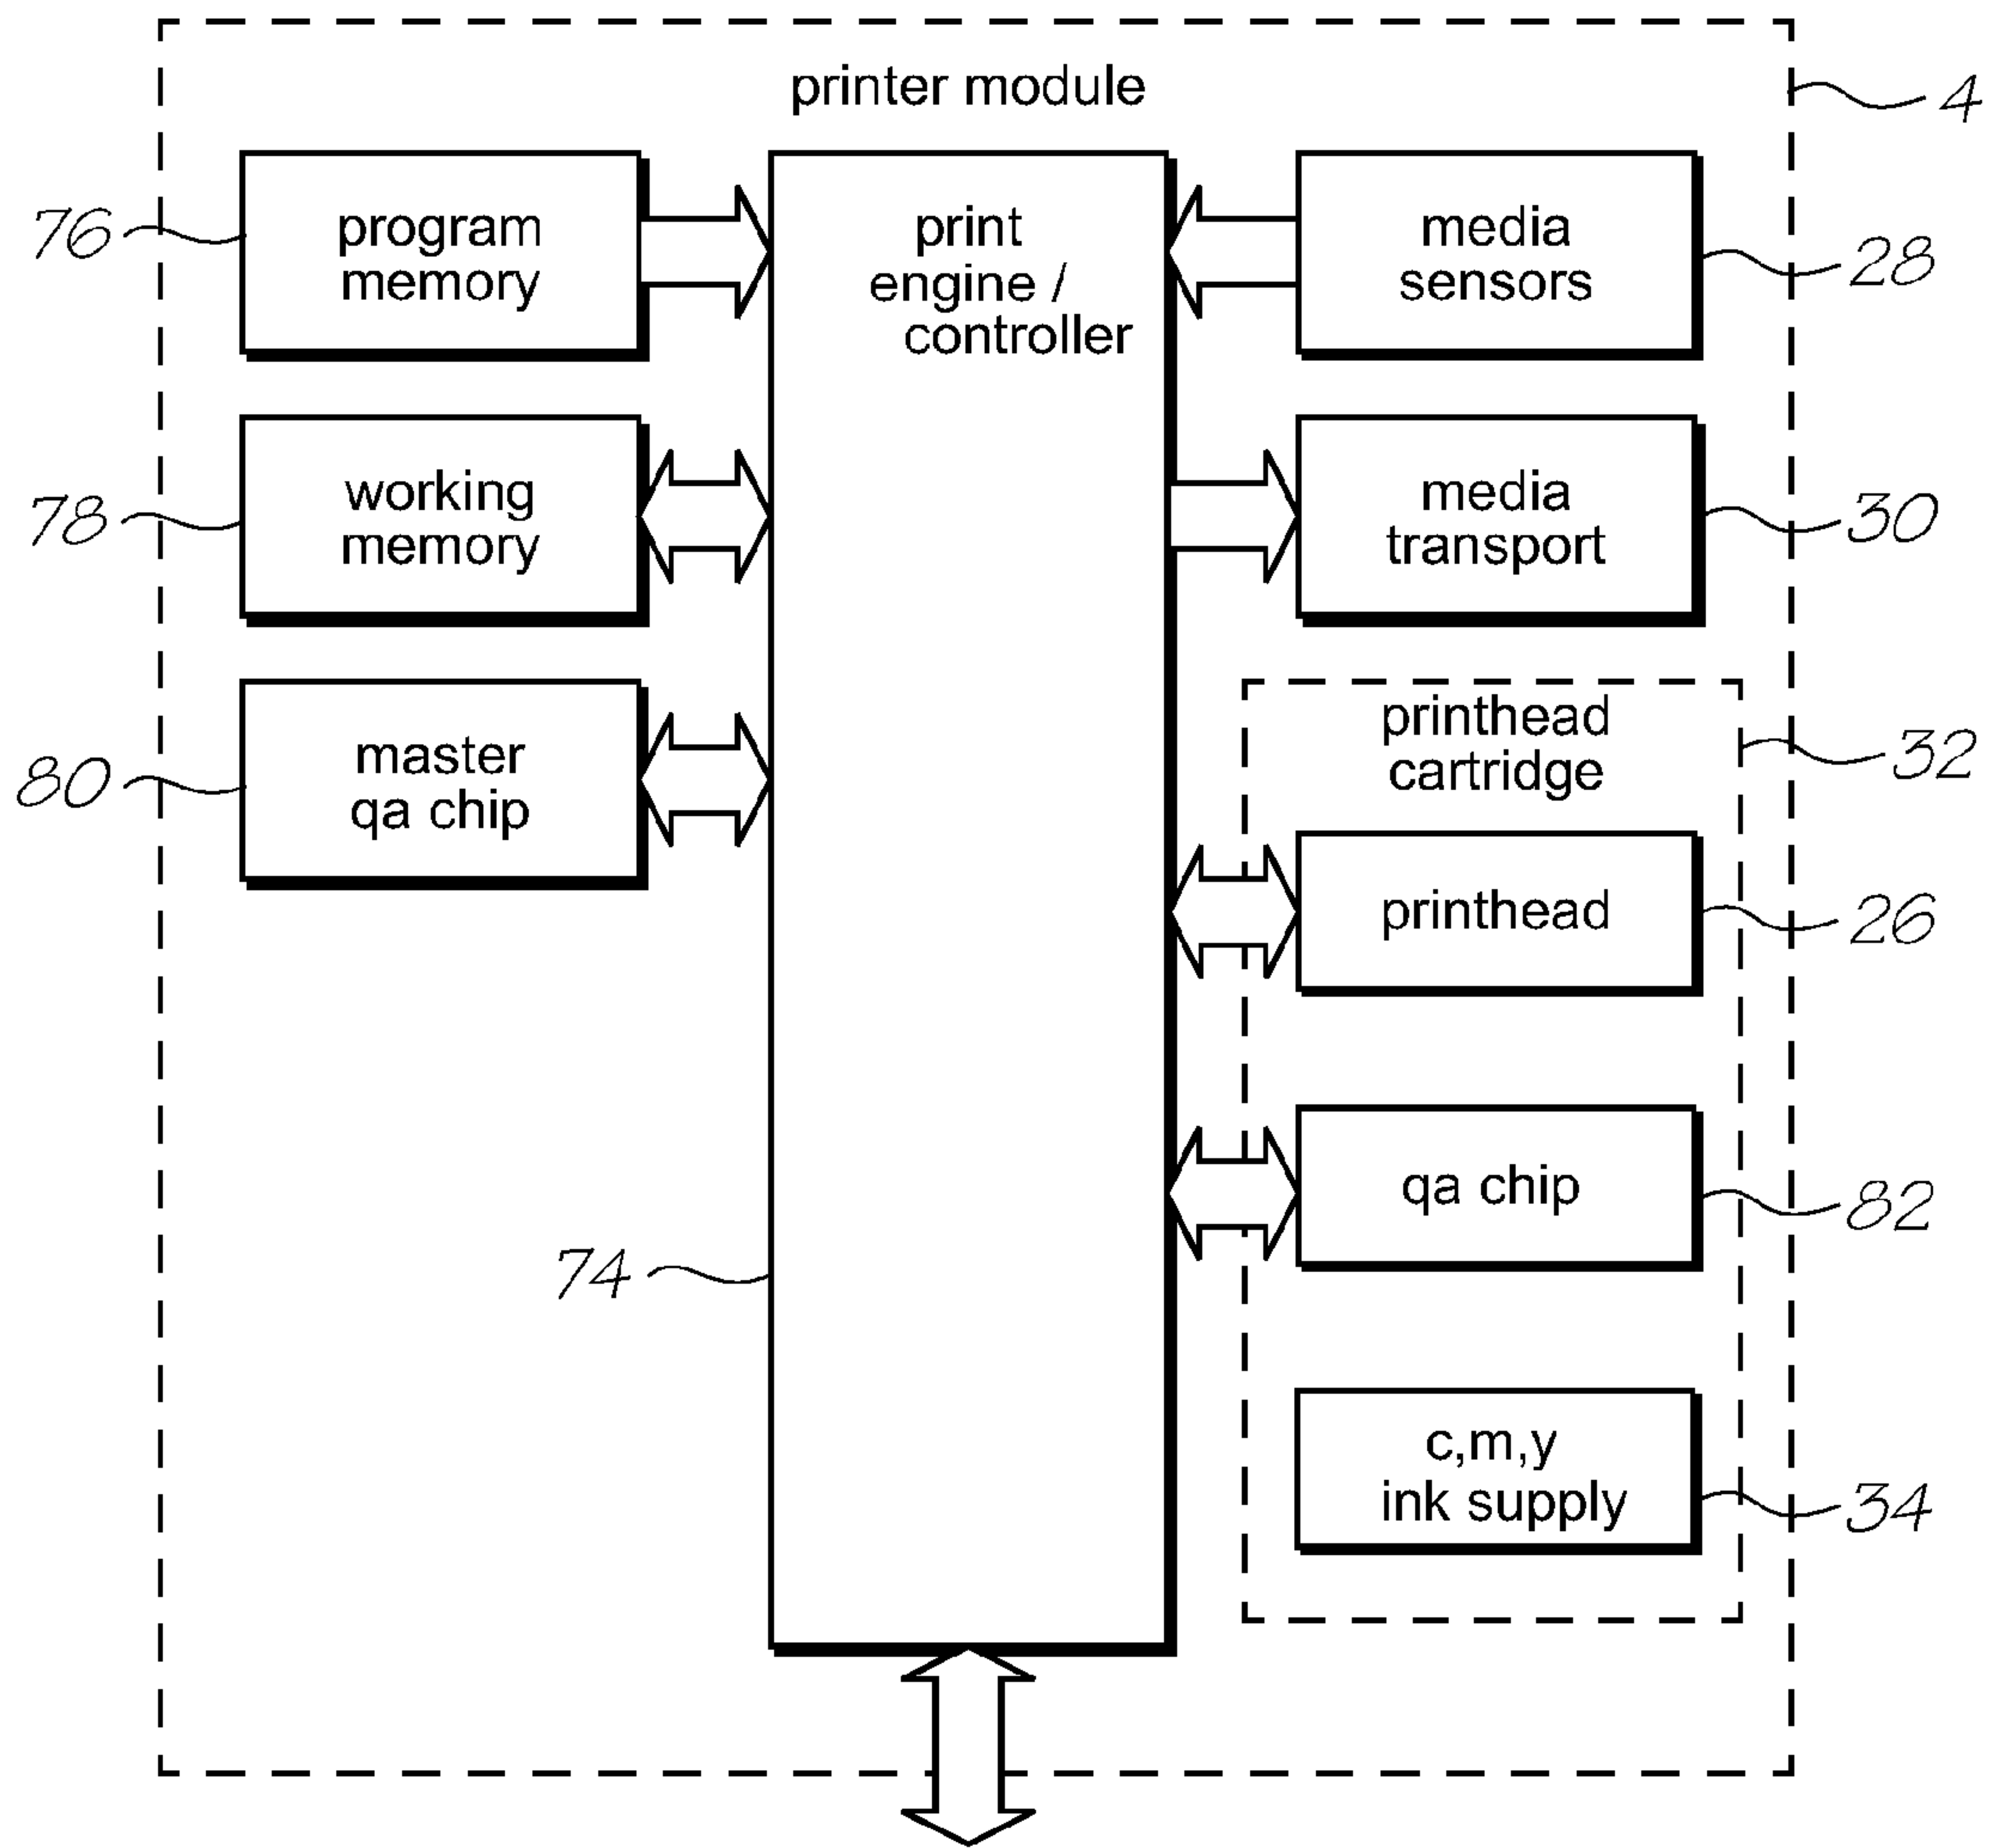 printer module
4
program
memory
76
print
engine /
controller
media
sensors
28
working
memory
78
media
transport
30
master
qa chip
80
printhead
cartridge
32
printhead
26
qa chip
82
74
c,m,y
ink supply
34